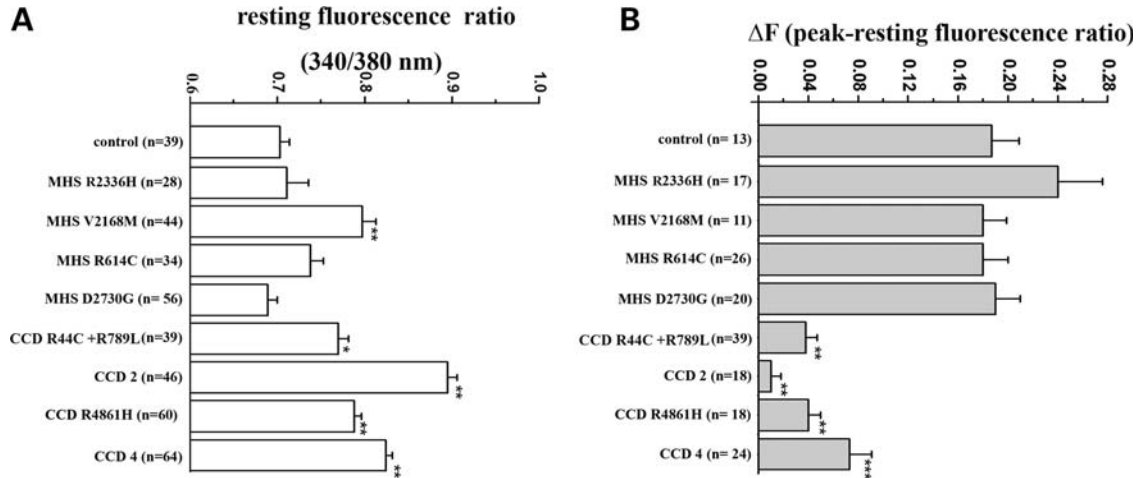 A
resting fluorescence ratio
(340/380 nm)
0.6 0.7 0.8 0.9 1.0
control (n=39)
MHS R2336H (n=28)
MHS V2168M (n=44)
**
MHS R614C (n=34)
MHS D2730G (n= 56)
CCD R44C +R789L (n=39)
*
CCD 2 (n=46)
**
CCD R4861H (n=60)
**
CCD 4 (n=64)
**
B
ΔF (peak-resting fluorescence ratio)
0.00 0.04 0.08 0.12 0.16 0.20 0.24 0.28
control (n= 13)
MHS R2336H (n= 17)
MHS V2168M (n= 11)
MHS R614C (n=26)
MHS D2730G (n=20)
CCD R44C +R789L (n=39)
**
CCD 2 (n=18)
**
CCD R4861H (n= 18)
**
CCD 4 (n= 24)
***